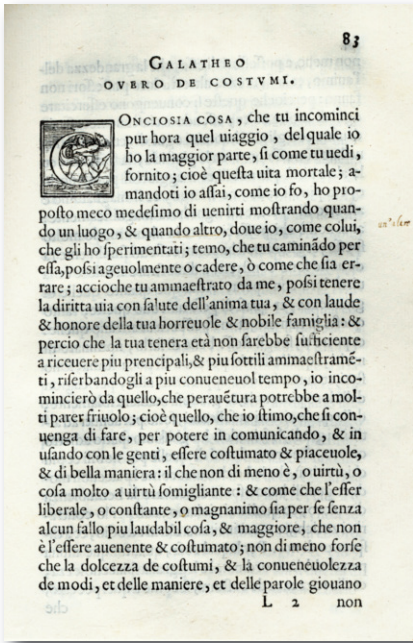 83
GALATHEO
OVERO DE COSTVMI.
CONCIOSIA COSA, che tu incominci
pur hora quel uiaggio, del quale io
ho la maggior parte, ſi come tu uedi,
fornito; cioè queſta uita mortale; a-
mandoti io aſſai, come io fo, ho pro-
poſto meco medeſimo di uenirti moſtrando quan-
do un luogo, & quando altro, doue io, come colui,
che gli ho ſperimentati; temo, che tu caminãdo per
eſſa, poſſi ageuolmente o cadere, ò come che ſia er-
rare; accioche tu ammaeſtrato da me, poſſi tenere
la diritta uia con ſalute dell'anima tua, & con laude
& honore della tua horreuole & nobile famiglia: &
percio che la tua tenera età non ſarebbe ſufficiente
a riceuere piu prencipali, & piu ſottili ammaeſtramẽ-
ti, riſerbandogli a piu conueneuol tempo, io inco-
mincierò da quello, che perauẽtura potrebbe a mol-
ti parer friuolo; cioè quello, che io ſtimo, che ſi con-
uenga di fare, per potere in comunicando, & in
uſando con le genti, eſſere coſtumato & piaceuole,
& di bella maniera: il che non di meno è, o uirtù, o
coſa molto a uirtù ſomigliante: & come che l'eſſer
liberale, o conſtante, o magnanimo ſia per ſe ſenza
alcun fallo piu laudabil coſa, & maggiore, che non
è l'eſſere auenente & coſtumato; non di meno forſe
che la dolcezza de coſtumi, & la conueneuolezza
de modi, et delle maniere, et delle parole giouano
L 2 non